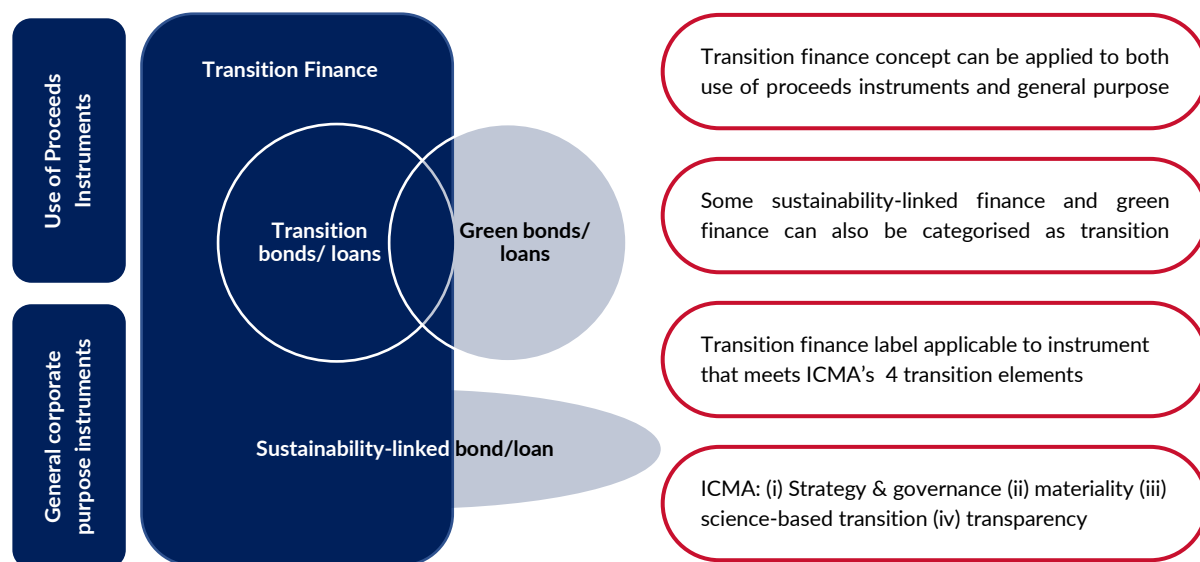 Use of Proceeds
Instruments
General corporate
purpose instruments
Transition Finance
Transition
bonds/ loans
Green bonds/
loans
Sustainability-linked bond/loan
Transition finance concept can be applied to both
use of proceeds instruments and general purpose
Some sustainability-linked finance and green
finance can also be categorised as transition
Transition finance label applicable to instrument
that meets ICMA’s 4 transition elements
ICMA: (i) Strategy & governance (ii) materiality (iii)
science-based transition (iv) transparency